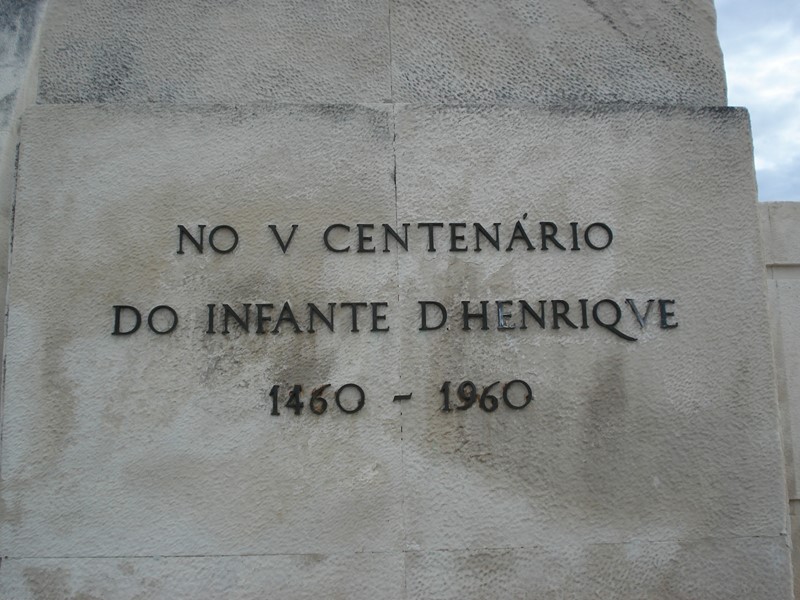 NO V CENTENÁRIO
DO INFANTE D.HENRIQVE
1460 - 1960